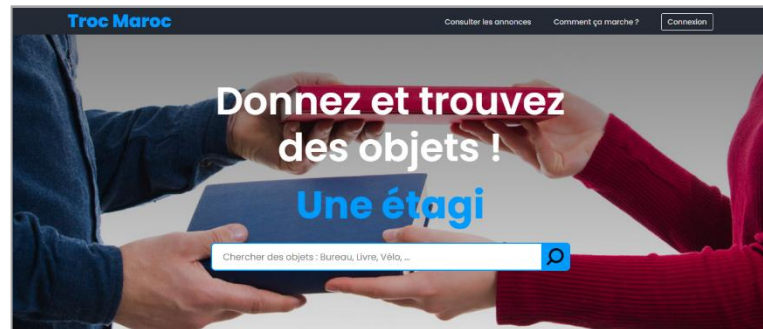 Troc Maroc
Consulter les annonces
Comment ça marche ?
Connexion
Donnez et trouvez
des objets !
Une étagi
Chercher des objets : Bureau, Livre, Vélo, ...